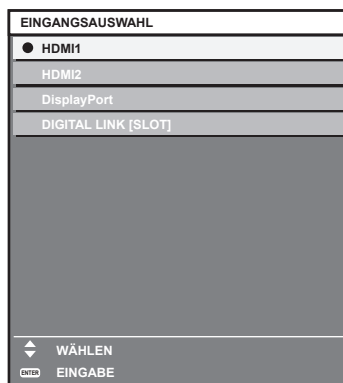 EINGANGSAUSWAHL
HDMI1
HDMI2
DisplayPort
DIGITAL LINK [SLOT]
WÄHLEN
ENTER EINGABE